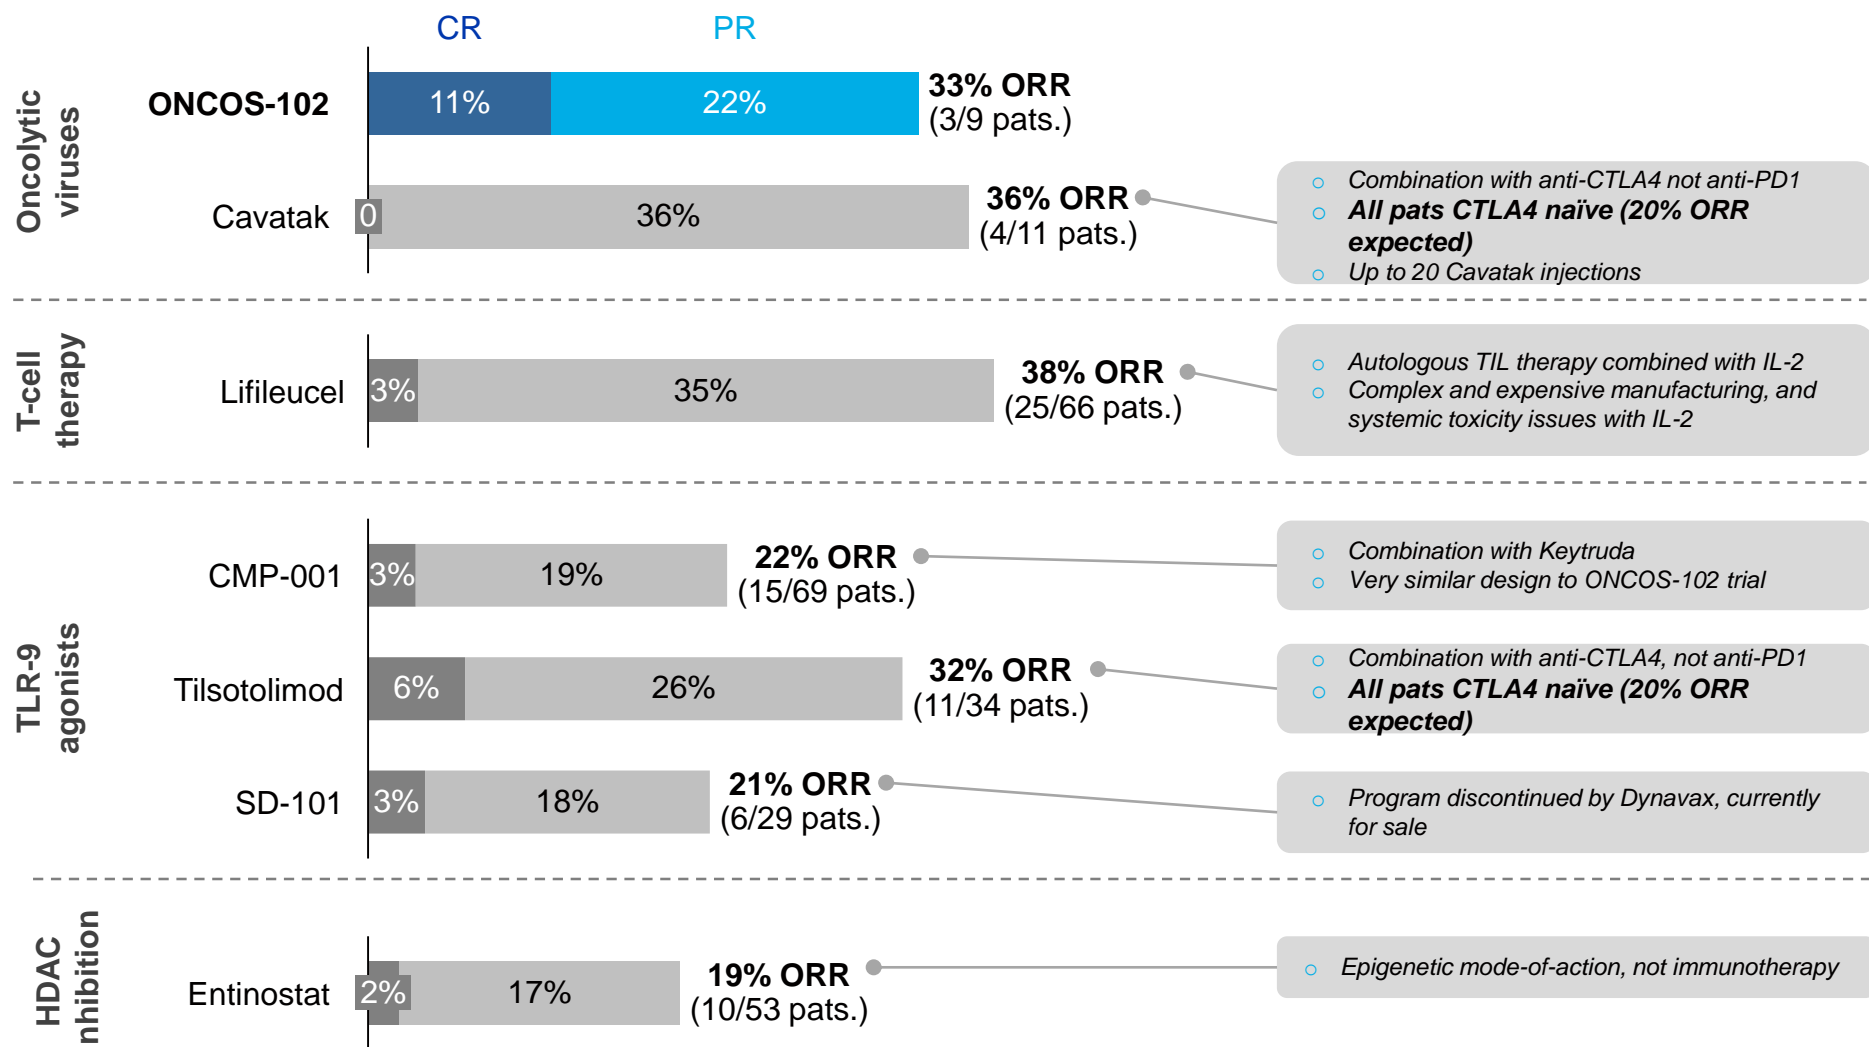 CR
PR
Oncolytic
viruses
ONCOS-102
11%
22%
33% ORR
(3/9 pats.)
Cavatak
0
36%
36% ORR
(4/11 pats.)
Combination with anti-CTLA4 not anti-PD1
All pats CTLA4 naïve (20% ORR
expected)
Up to 20 Cavatak injections
T-cell
therapy
Lifileucel
3%
35%
38% ORR
(25/66 pats.)
Autologous TIL therapy combined with IL-2
Complex and expensive manufacturing, and
systemic toxicity issues with IL-2
TLR-9
agonists
CMP-001
3%
19%
22% ORR
(15/69 pats.)
Combination with Keytruda
Very similar design to ONCOS-102 trial
Tilsotolimod
6%
26%
32% ORR
(11/34 pats.)
Combination with anti-CTLA4, not anti-PD1
All pats CTLA4 naïve (20% ORR
expected)
SD-101
3%
18%
21% ORR
(6/29 pats.)
Program discontinued by Dynavax, currently
for sale
HDAC
nhibition
Entinostat
2%
17%
19% ORR
(10/53 pats.)
Epigenetic mode-of-action, not immunotherapy